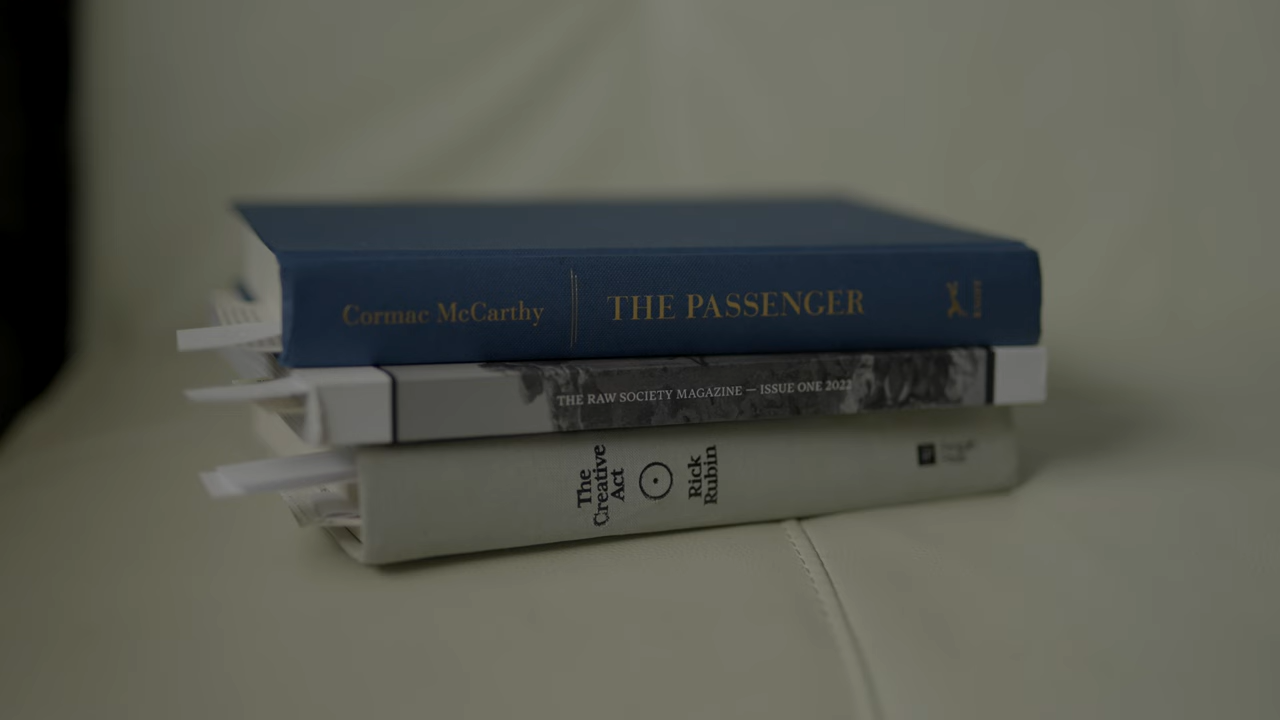 Cormac McCarthy
THE PASSENGER
THE RAW SOCIETY MAGAZINE — ISSUE ONE 2022
The
Creative
Act
Rick
Rubin